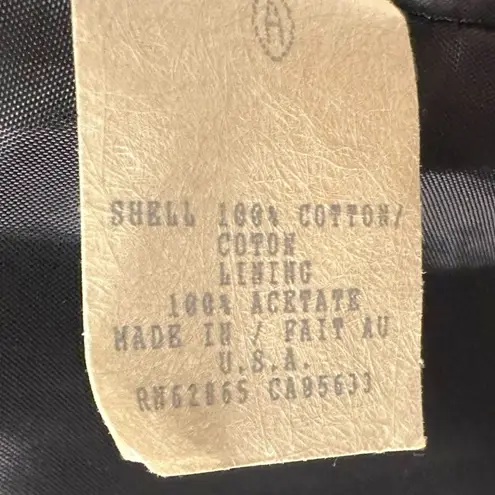 A
SHELL 100% COTTON/
COTON
LINING
100% ACETATE
MADE IN / FAIT AU
U.S.A.
RN62865 CA05633